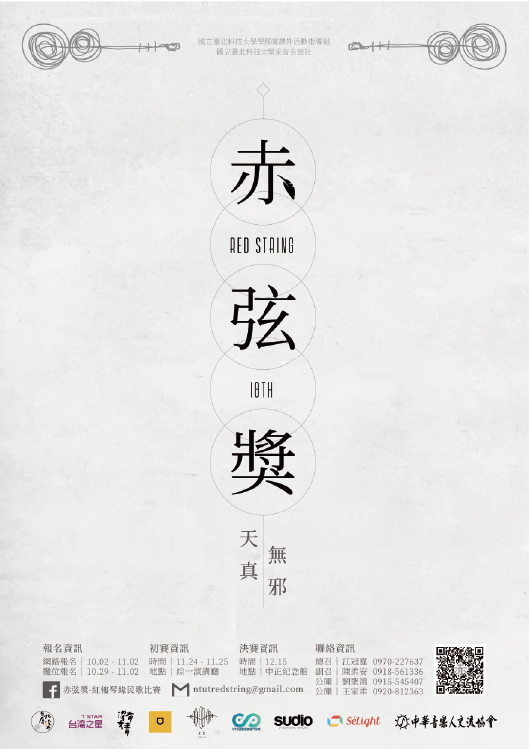 國立臺北科技大學學務處課外活動指導組
國立臺北科技大學采音吉他社
赤
RED STRING
弦
18TH
獎
天真
無邪
報名資訊
網路報名│10.02 - 11.02
攤位報名│10.29 - 11.02
初賽資訊
時間│11.24 - 11.25
地點│綜一演講廳
決賽資訊
時間│12.15
地點│中正紀念館
聯絡資訊
總召│江冠霆 0970-227637
副召│陳柔安 0918-561336
公關│劉 0915-545407
公關│王家柔 0920-812363
赤弦獎-紅樓琴緣民歌比賽
ntutredstring@gmail.com
T STAR
台灣之星
sudio
Sélight
中華音樂人交流協會